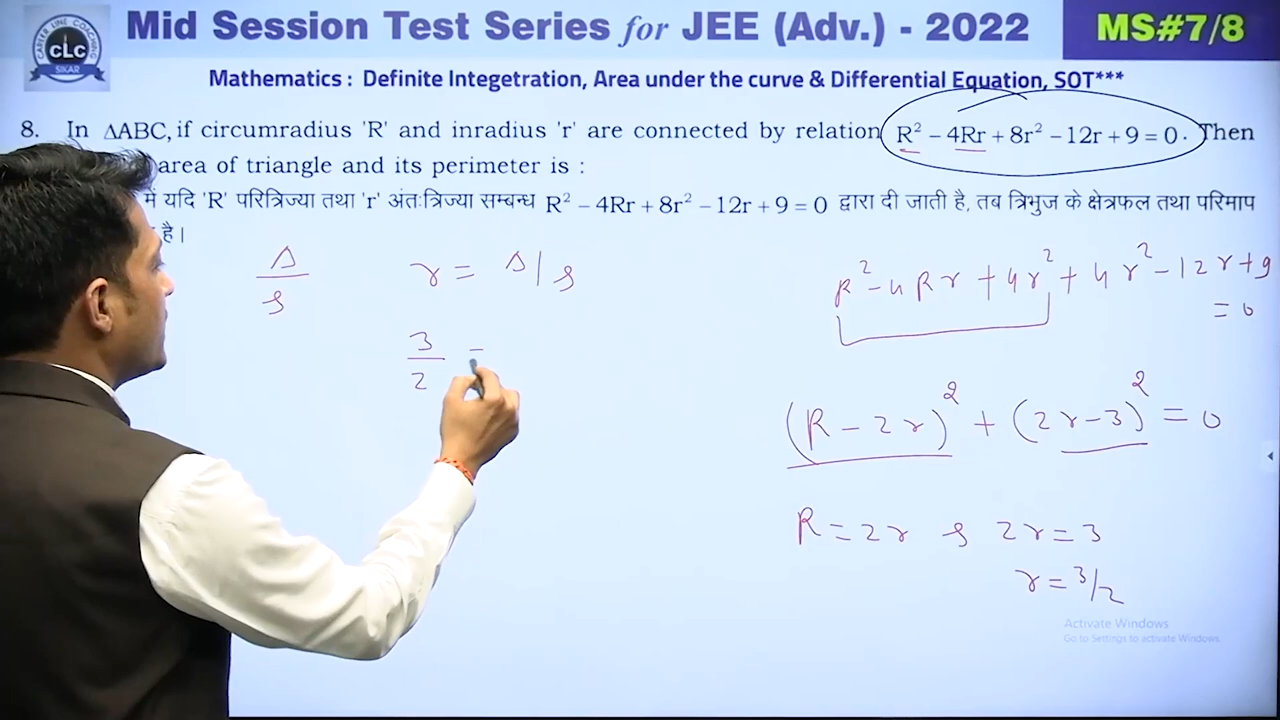 CAREER LINE COACHING
CLC
SIKAR
Mid Session Test Series for JEE (Adv.) - 2022
MS#7/8
Mathematics : Definite Integetration, Area under the curve & Differential Equation, SOT***
8. In ΔABC, if circumradius 'R' and inradius 'r' are connected by relation R² – 4Rr + 8r² – 12r + 9 = 0. Then
area of triangle and its perimeter is :
में यदि 'R' परित्रिज्या तथा 'r' अंतःत्रिज्या सम्बन्ध R² – 4Rr + 8r² – 12r + 9 = 0 द्वारा दी जाती है, तब त्रिभुज के क्षेत्रफल तथा परिमाप
है।
Δ/s
r = Δ/s
R² - 4Rr + 4r² + 4r² - 12r + 9
= 0
3/2 =
(R - 2r)² + (2r - 3)² = 0
R = 2r & 2r = 3
r = 3/2
Activate Windows
Go to Settings to activate Windows.